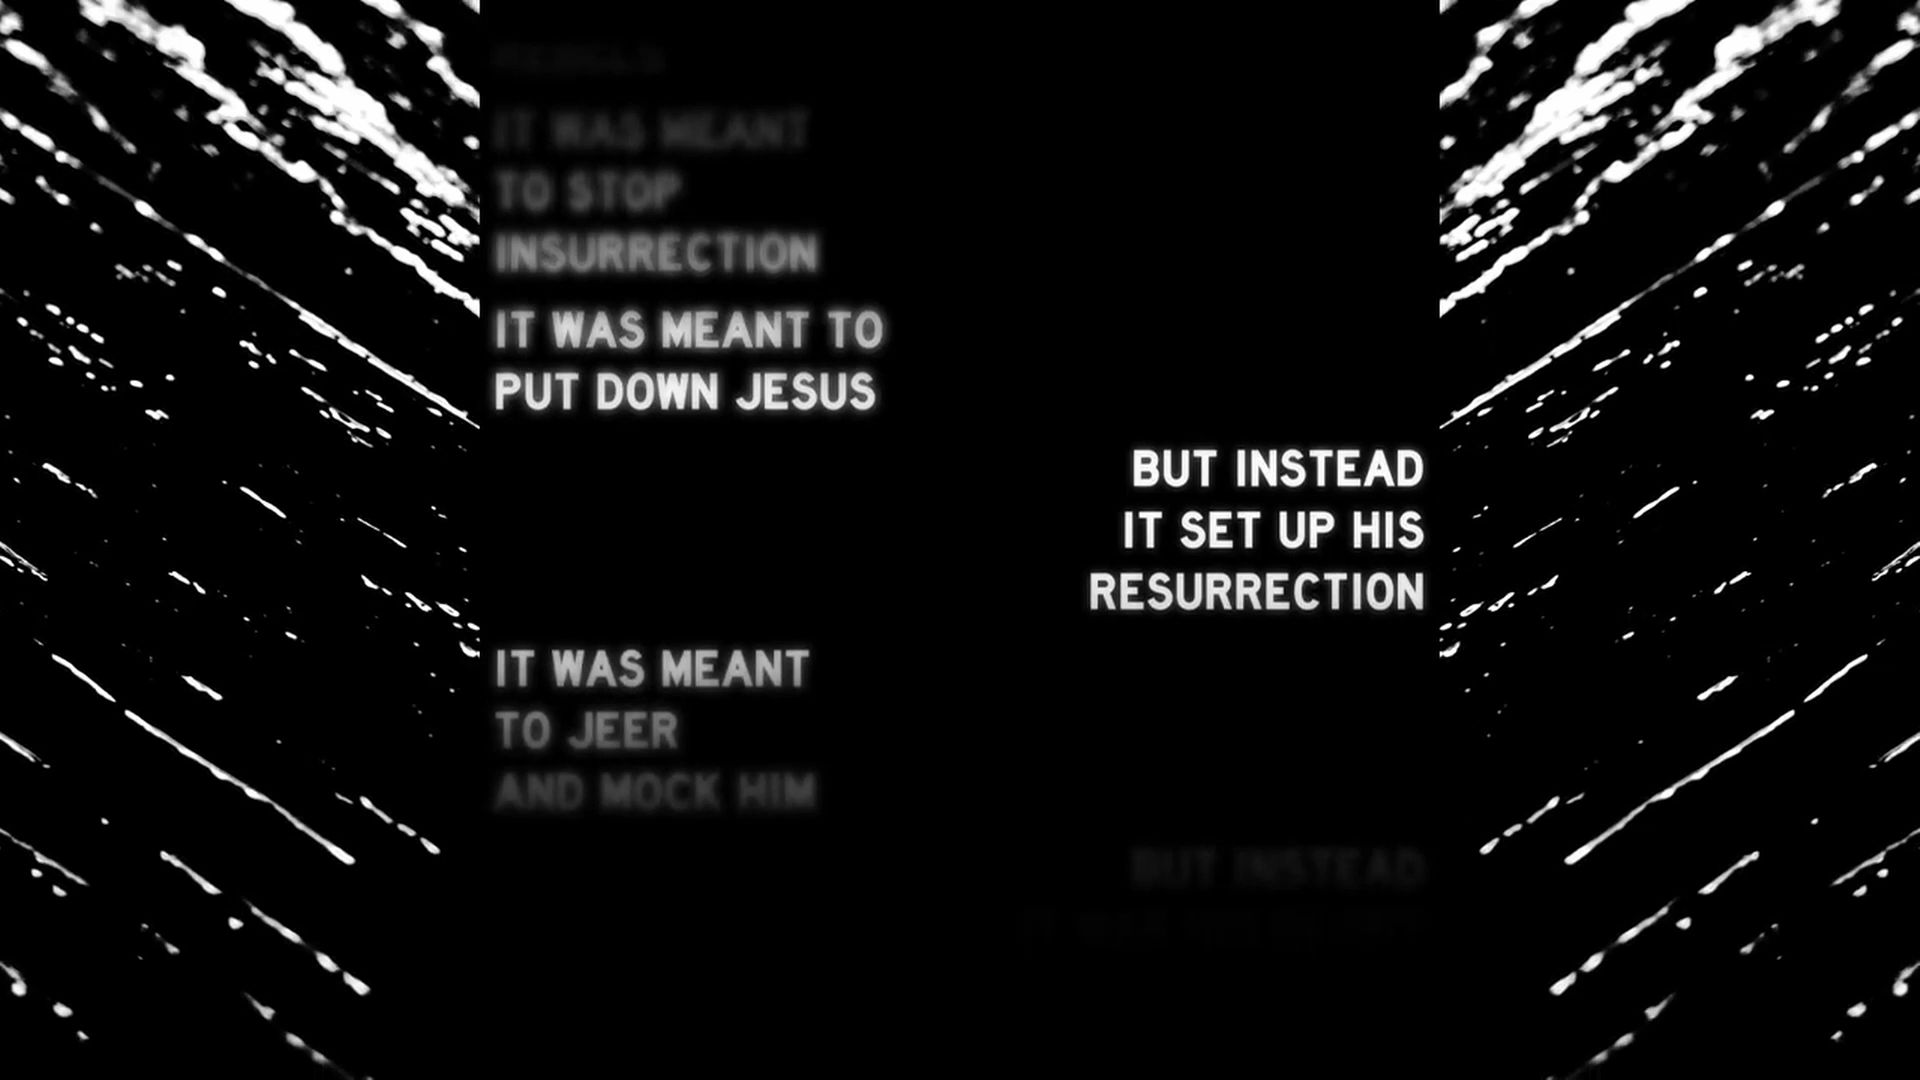 IT WAS MEANT
TO STOP
INSURRECTION
IT WAS MEANT TO
PUT DOWN JESUS
BUT INSTEAD
IT SET UP HIS
RESURRECTION
IT WAS MEANT
TO JEER
AND MOCK HIM
BUT INSTEAD